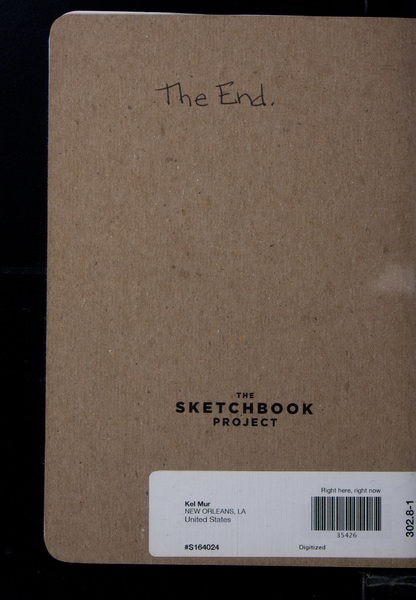 The End.
THE
SKETCHBOOK
PROJECT
Right here, right now
Kel Mur
NEW ORLEANS, LA
United States
35426
#S164024
Digitized
302.8-1